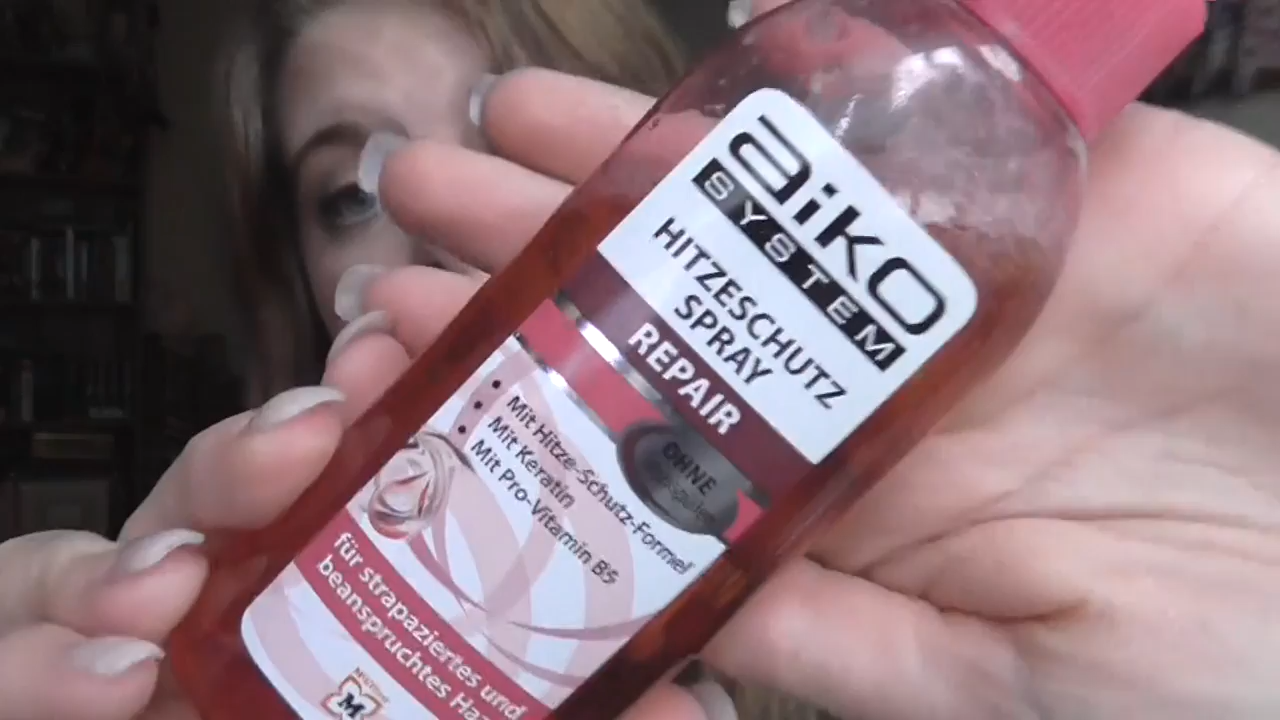 aiko
SYSTEM
HITZESCHUTZ
SPRAY
REPAIR
OHNE
Mit Hitze-Schutz-Formel
Mit Keratin
Mit Pro-Vitamin B5
für strapaziertes und
beanspruchtes
M